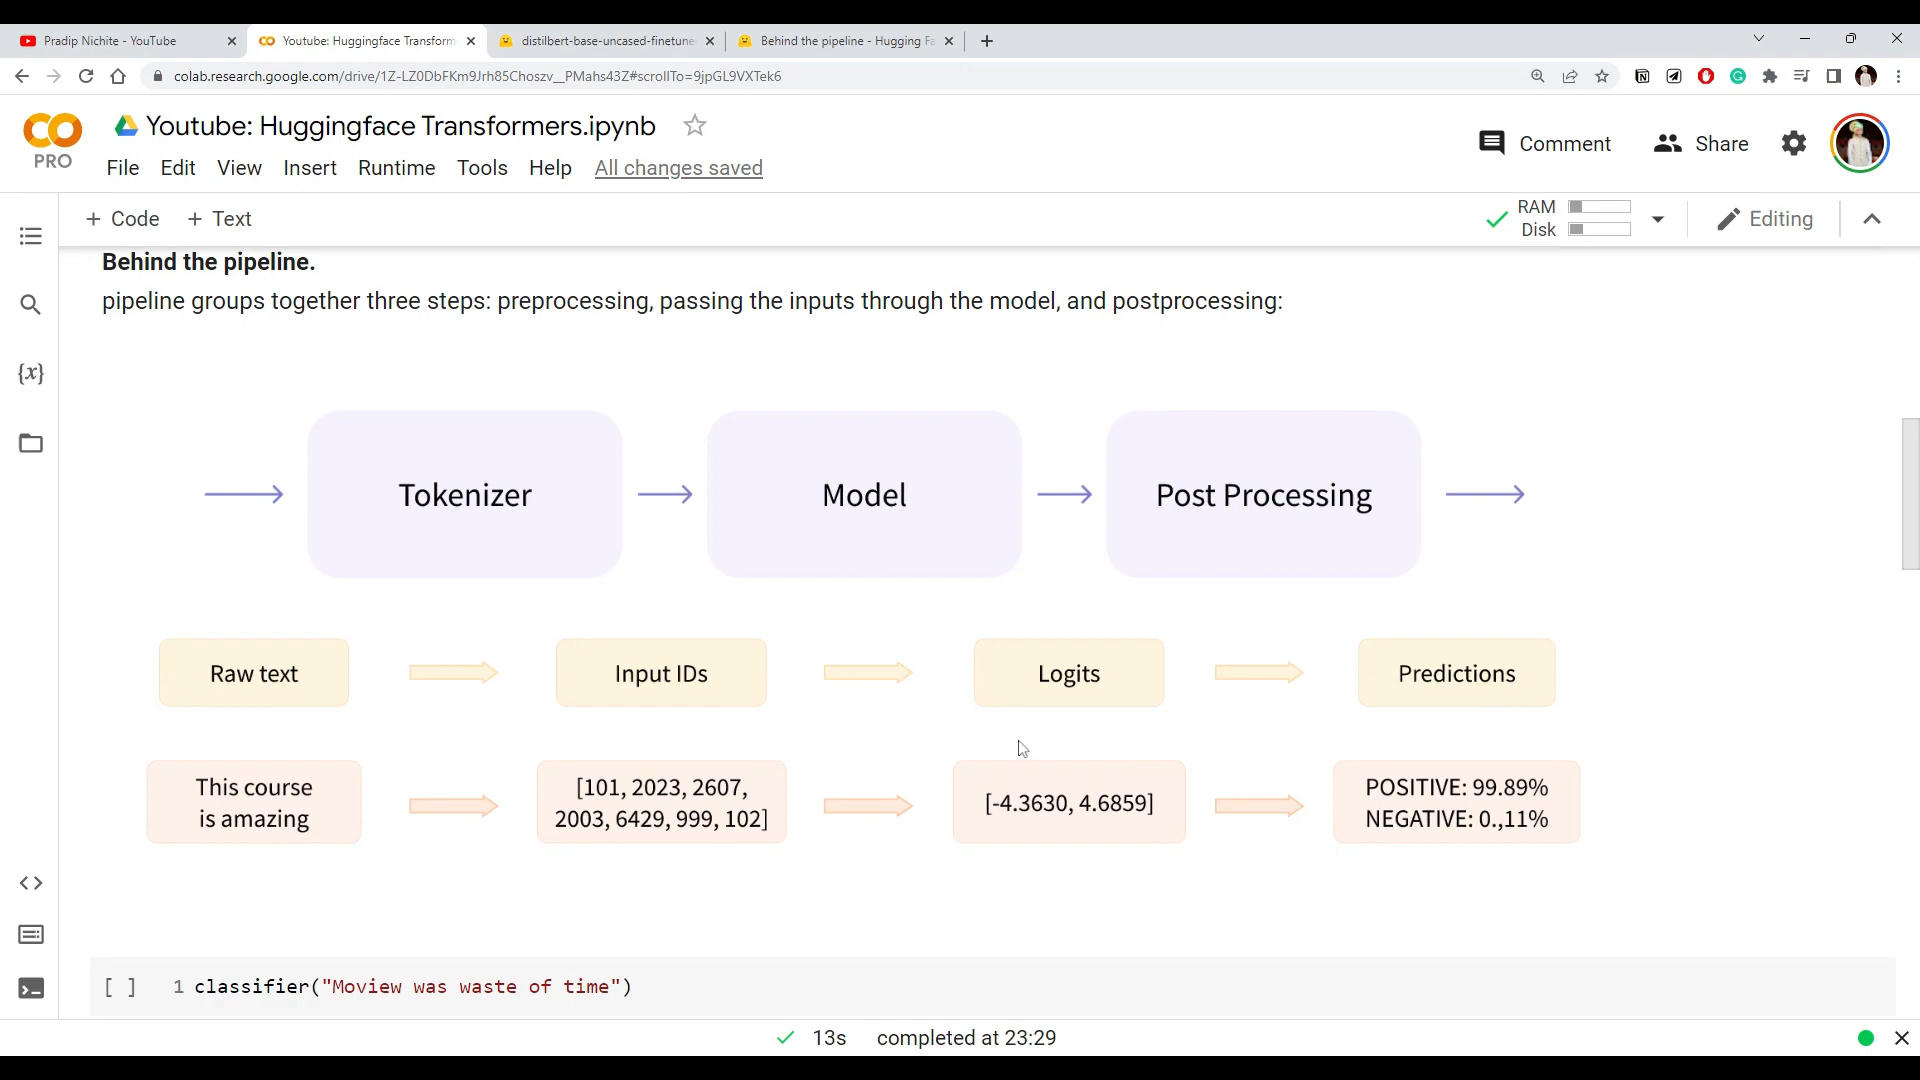 Pradip Nichite - YouTube
Youtube: Huggingface Transform
distilbert-base-uncased-finetune
Behind the pipeline - Hugging Fa
colab.research.google.com/drive/1Z-LZ0DbFKm9Jrh85Choszv__PMahs43Z#scrollTo=9jpGL9VXTek6
CO
PRO
Youtube: Huggingface Transformers.ipynb
Comment
Share
File Edit View Insert Runtime Tools Help All changes saved
+ Code + Text
RAM
Disk
Editing
Behind the pipeline.
pipeline groups together three steps: preprocessing, passing the inputs through the model, and postprocessing:
{x}
Tokenizer
Model
Post Processing
Raw text
Input IDs
Logits
Predictions
This course
is amazing
[101, 2023, 2607,
2003, 6429, 999, 102]
[-4.3630, 4.6859]
POSITIVE: 99.89%
NEGATIVE: 0.,11%
[ ] 1 classifier("Moview was waste of time")
13s completed at 23:29